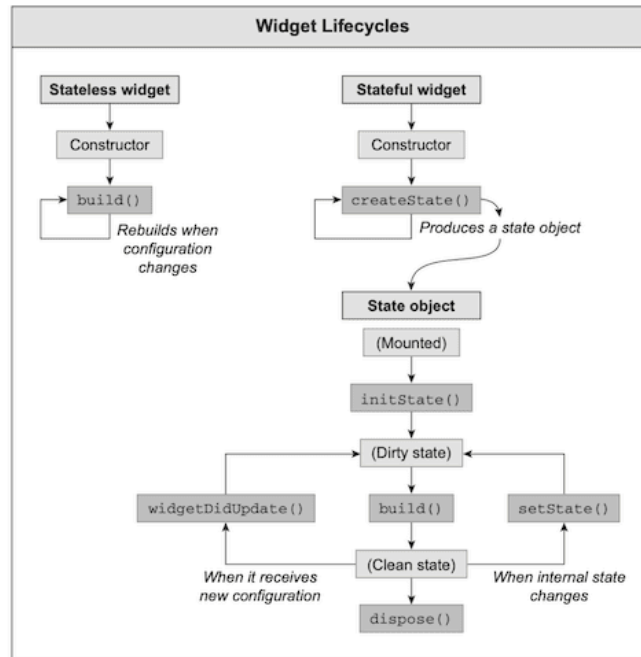 Widget Lifecycles
Stateless widget
Constructor
build()
Rebuilds when
configuration
changes
Stateful widget
Constructor
createState()
Produces a state object
State object
(Mounted)
initState()
(Dirty state)
widgetDidUpdate()
build()
setState()
When it receives
new configuration
(Clean state)
When internal state
changes
dispose()